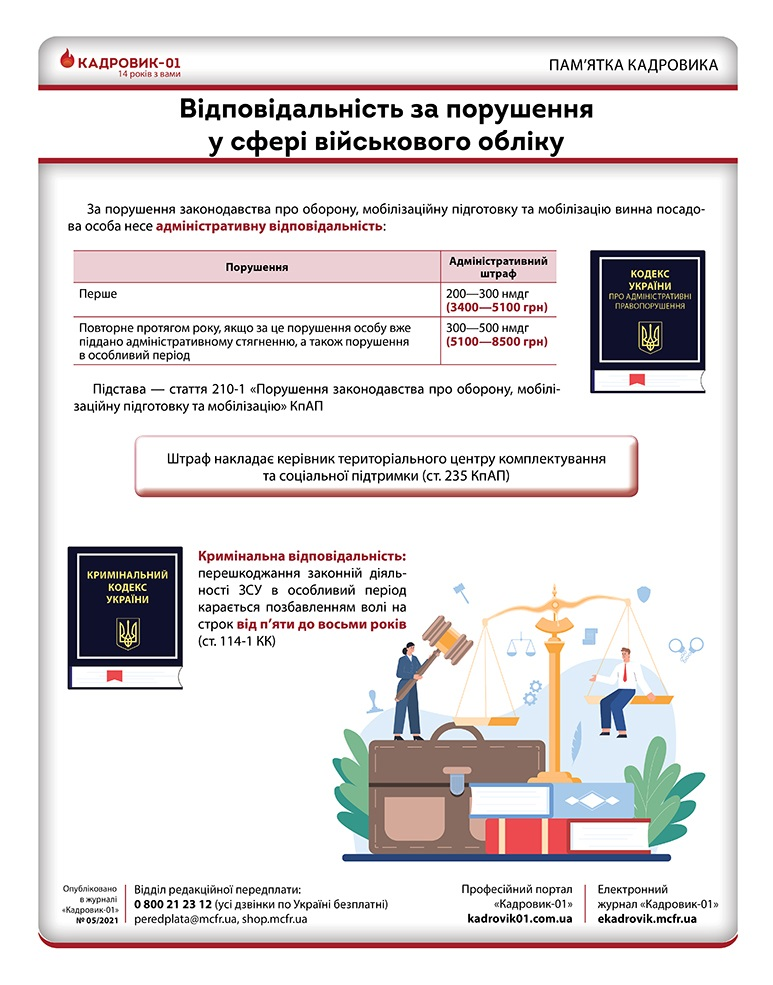 КАДРОВИК-01
14 років з вами
ПАМ'ЯТКА КАДРОВИКА
Відповідальність за порушення
у сфері військового обліку
За порушення законодавства про оборону, мобілізаційну підготовку та мобілізацію винна посадо-
ва особа несе адміністративну відповідальність:
Порушення
Адміністративний
штраф
Перше
200—300 нмдг
(3400—5100 грн)
Повторне протягом року, якщо за це порушення особу вже
піддано адміністративному стягненню, а також порушення
в особливий період
300—500 нмдг
(5100—8500 грн)
КОДЕКС
УКРАЇНИ
ПРО АДМІНІСТРАТИВНІ
ПРАВОПОРУШЕННЯ
Підстава — стаття 210-1 «Порушення законодавства про оборону, мобілі-
заційну підготовку та мобілізацію» КпАП
Штраф накладає керівник територіального центру комплектування
та соціальної підтримки (ст. 235 КпАП)
КРИМІНАЛЬНИЙ
КОДЕКС
УКРАЇНИ
Кримінальна відповідальність:
перешкоджання законній діяль-
ності ЗСУ в особливий період
карається позбавленням волі на
строк від п'яти до восьми років
(ст. 114-1 КК)
Опубліковано
в журналі
«Кадровик-01»
№ 05/2021
Відділ редакційної передплати:
0 800 21 23 12 (усі дзвінки по Україні безплатні)
peredplata@mcfr.ua, shop.mcfr.ua
Професійний портал
«Кадровик-01»
kadrovik01.com.ua
Електронний
журнал «Кадровик-01»
ekadrovik.mcfr.ua